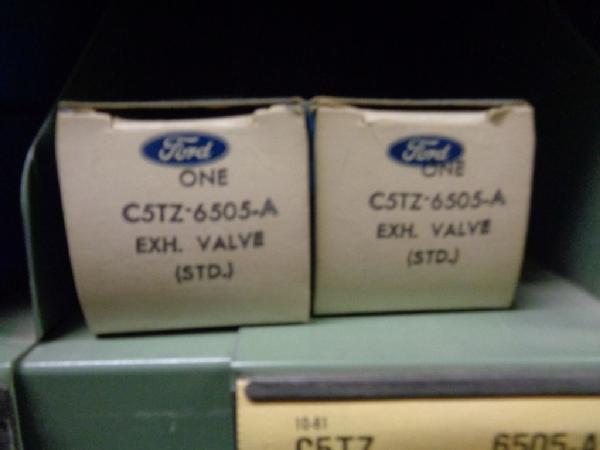 Ford
ONE
C5TZ-6505-A
EXH. VALVE
(STD.)
Ford
ONE
C5TZ-6505-A
EXH. VALVE
(STD.)
10-81
C5TZ 6505-A